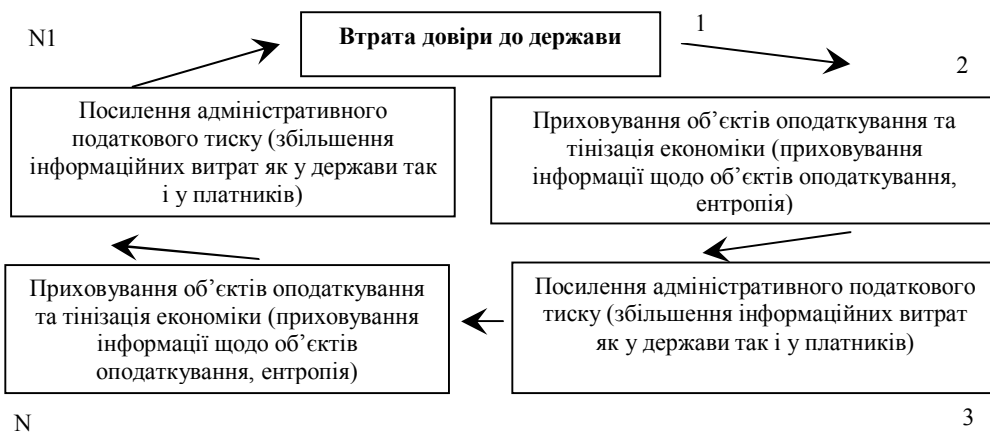 N1
Втрата довіри до держави
1
2
Посилення адміністративного
податкового тиску (збільшення
інформаційних витрат як у держави так
і у платників)
Приховування об’єктів оподаткування та
тінізація економіки (приховування
інформації щодо об’єктів оподаткування,
ентропія)
Приховування об’єктів оподаткування
та тінізація економіки (приховування
інформації щодо об’єктів
оподаткування, ентропія)
Посилення адміністративного податкового
тиску (збільшення інформаційних витрат
як у держави так і у платників)
N
3